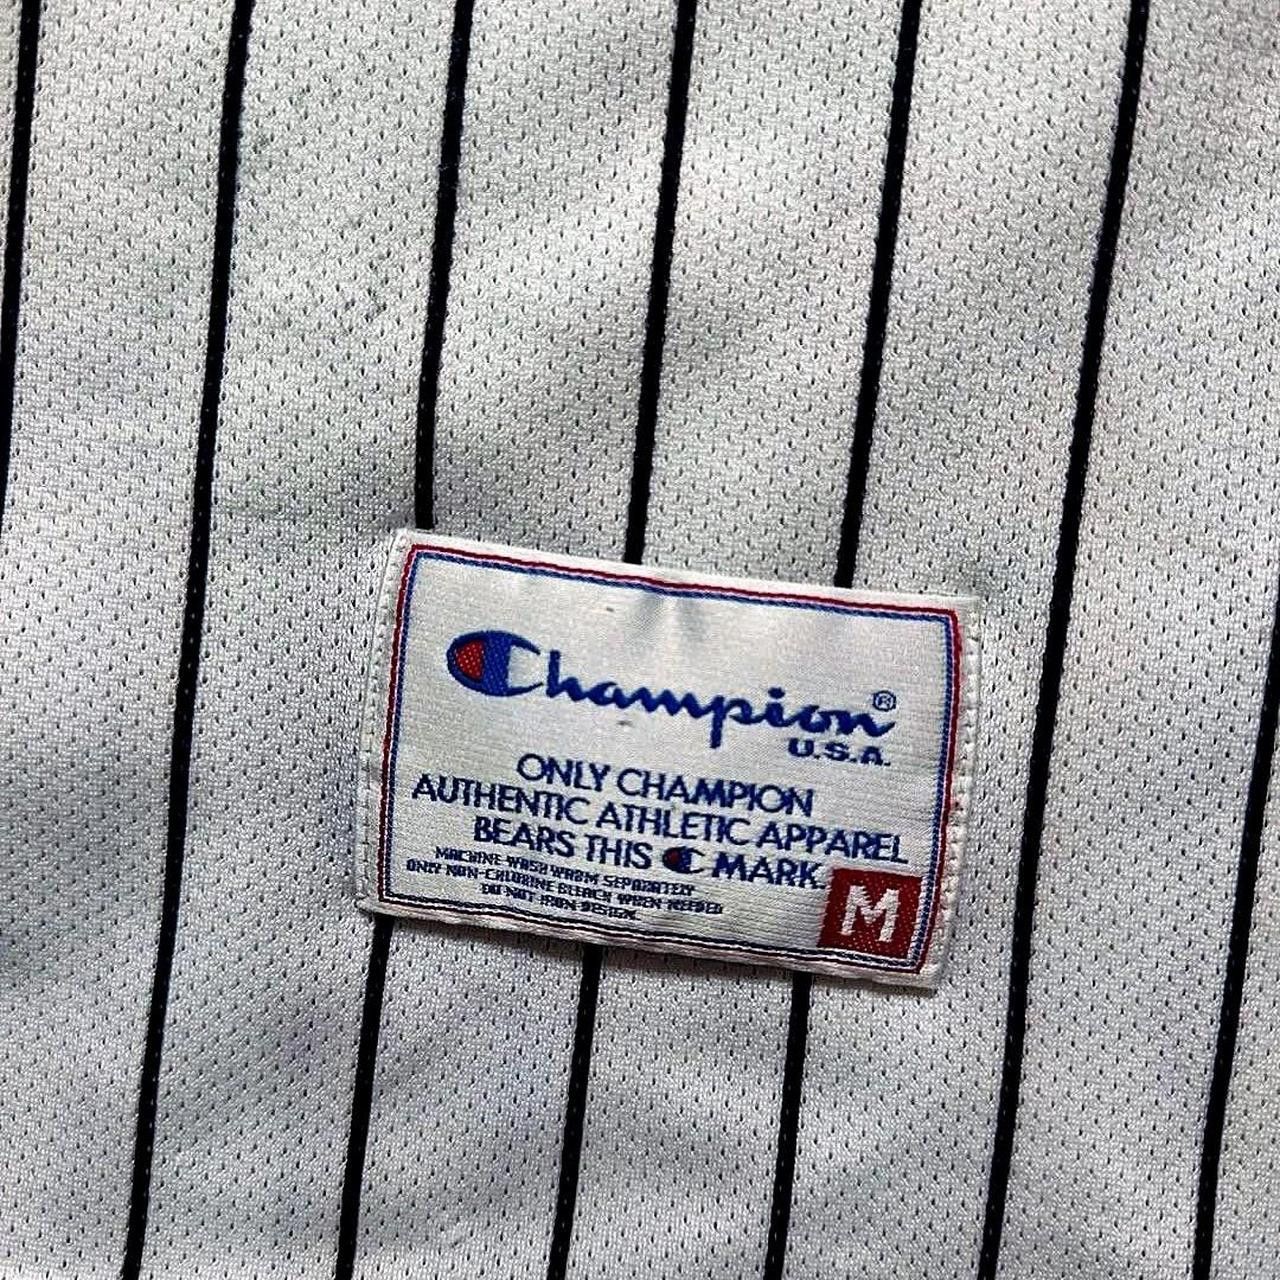 Champion®
U.S.A.
ONLY CHAMPION
AUTHENTIC ATHLETIC APPAREL
BEARS THIS C MARK.
MACHINE WASH WARM SEPARATELY
ONLY NON-CHLORINE BLEACH WHEN NEEDED
DO NOT IRON DESIGN.
M